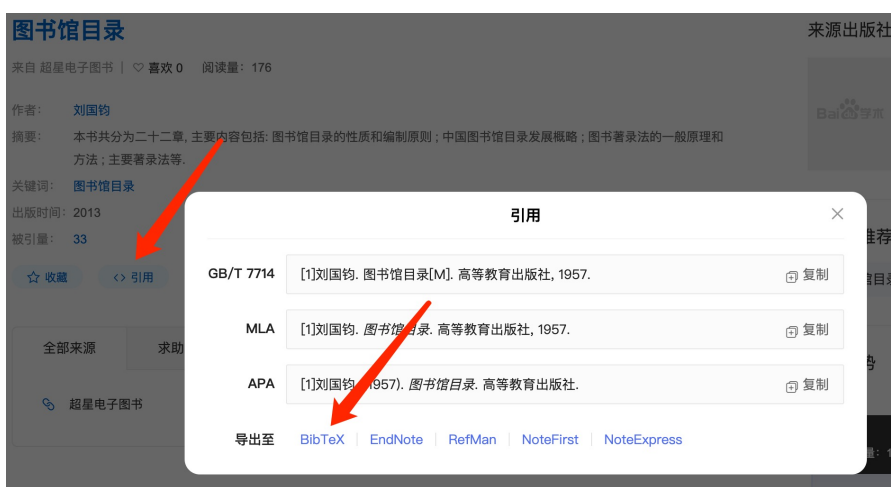 图书馆目录
来源出版社
来自 超星电子图书 | ♡ 喜欢 0 阅读量：176
Bai 学术
作者： 刘国钧
摘要： 本书共分为二十二章, 主要内容包括: 图书馆目录的性质和编制原则 ; 中国图书馆目录发展概略 ; 图书著录法的一般原理和
方法 ; 主要著录法等.
关键词： 图书馆目录
出版时间： 2013
被引量： 33
☆ 收藏 <> 引用
引用 ×
推荐
GB/T 7714 [1]刘国钧. 图书馆目录[M]. 高等教育出版社, 1957. 复制
MLA [1]刘国钧. 图书馆目录. 高等教育出版社, 1957. 复制
全部来源 求助
APA [1]刘国钧 1957). 图书馆目录. 高等教育出版社. 复制
超星电子图书
导出至 BibTeX | EndNote | RefMan | NoteFirst | NoteExpress